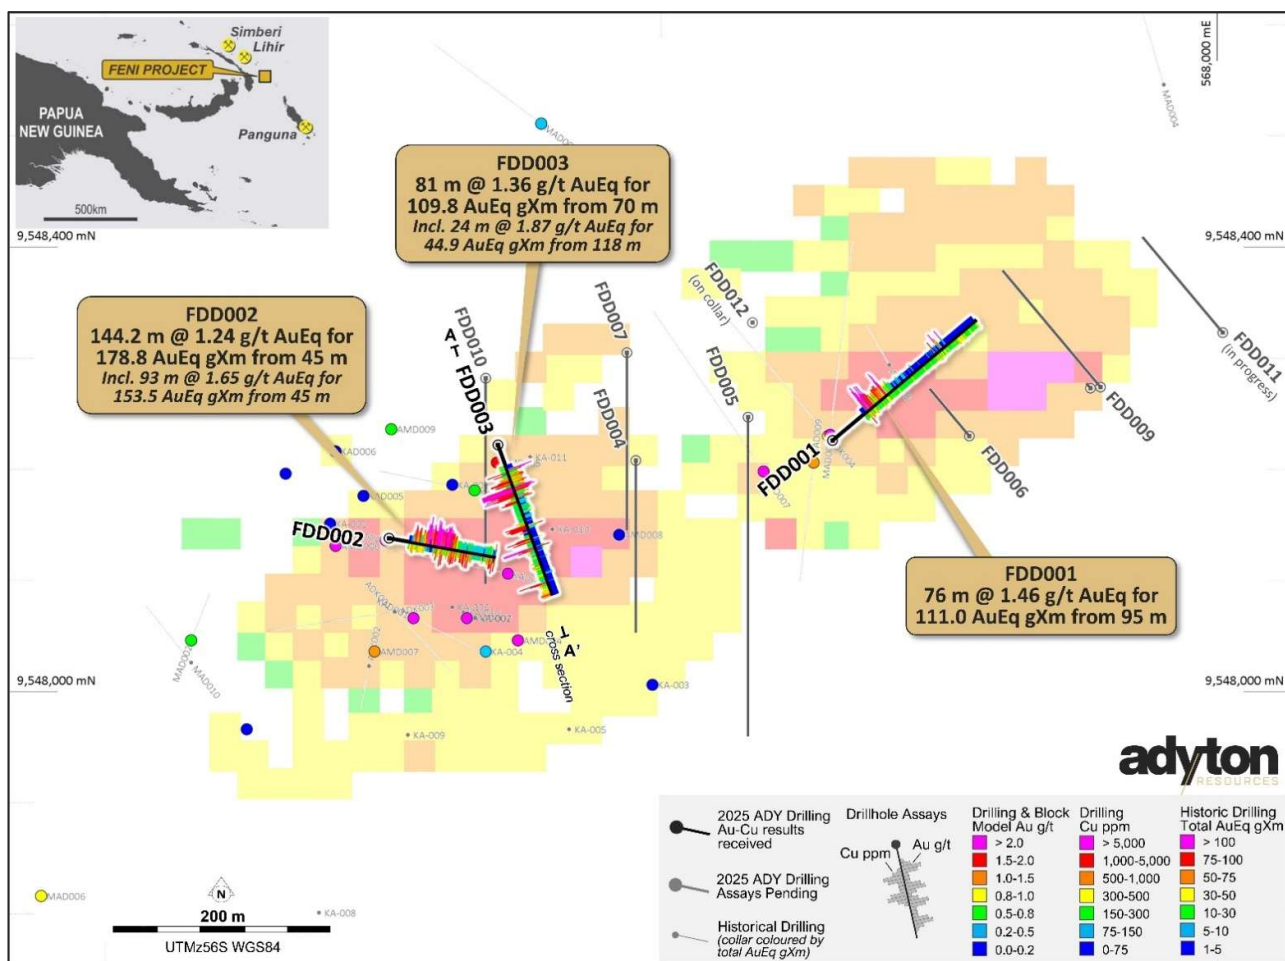 Simberi
Lihir
FENI PROJECT
PAPUA
NEW GUINEA
Panguna
500km
568,000 mE
MAD004
9,548,400 mN
9,548,400 mN
FDD003
81 m @ 1.36 g/t AuEq for
109.8 AuEq gXm from 70 m
Incl. 24 m @ 1.87 g/t AuEq for
44.9 AuEq gXm from 118 m
FDD002
144.2 m @ 1.24 g/t AuEq for
178.8 AuEq gXm from 45 m
Incl. 93 m @ 1.65 g/t AuEq for
153.5 AuEq gXm from 45 m
FDD012
(on collar)
FDD007
FDD010
A
FDD003
FDD004
FDD005
FDD011
(in progress)
FDD009
FDD006
FDD001
AMD009
KAD006
KA-011
KA-010
AMD008
FDD002
FDD001
76 m @ 1.46 g/t AuEq for
111.0 AuEq gXm from 95 m
A'
cross section
AMD007
KA-004
KA-003
MAD010
KA-009
KA-005
9,548,000 mN
9,548,000 mN
adyton
RESOURCES
MAD006
KA-008
N
200 m
UTMz56S WGS84
2025 ADY Drilling
Au-Cu results
received
2025 ADY Drilling
Assays Pending
Historical Drilling
(collar coloured by
total AuEq gXm)
Drillhole Assays
Cu ppm
Au g/t
Drilling & Block
Model Au g/t
> 2.0
1.5-2.0
1.0-1.5
0.8-1.0
0.5-0.8
0.2-0.5
0.0-0.2
Drilling
Cu ppm
> 5,000
1,000-5,000
500-1,000
300-500
150-300
75-150
0-75
Historic Drilling
Total AuEq gXm
> 100
75-100
50-75
30-50
10-30
5-10
1-5